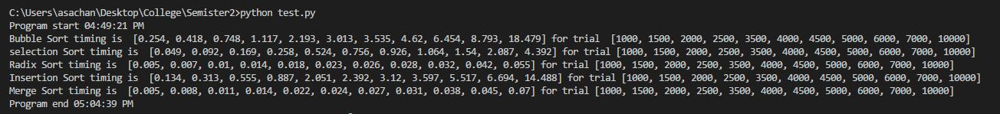 C:\Users\asachan\Desktop\College\Semister2>python test.py
Program start 04:49:21 PM
Bubble Sort timing is  [0.254, 0.418, 0.748, 1.117, 2.193, 3.013, 3.535, 4.62, 6.454, 8.793, 18.479] for trial  [1000, 1500, 2000, 2500, 3500, 4000, 4500, 5000, 6000, 7000, 10000]
selection Sort timing is  [0.049, 0.092, 0.169, 0.258, 0.524, 0.756, 0.926, 1.064, 1.54, 2.087, 4.392] for trial [1000, 1500, 2000, 2500, 3500, 4000, 4500, 5000, 6000, 7000, 10000]
Radix Sort timing is  [0.005, 0.007, 0.01, 0.014, 0.018, 0.023, 0.026, 0.028, 0.032, 0.042, 0.055] for trial [1000, 1500, 2000, 2500, 3500, 4000, 4500, 5000, 6000, 7000, 10000]
Insertion Sort timing is  [0.134, 0.313, 0.555, 0.887, 2.051, 2.392, 3.12, 3.597, 5.517, 6.694, 14.488] for trial [1000, 1500, 2000, 2500, 3500, 4000, 4500, 5000, 6000, 7000, 10000]
Merge Sort timing is  [0.005, 0.008, 0.011, 0.014, 0.022, 0.024, 0.027, 0.031, 0.038, 0.045, 0.07] for trial [1000, 1500, 2000, 2500, 3500, 4000, 4500, 5000, 6000, 7000, 10000]
Program end 05:04:39 PM